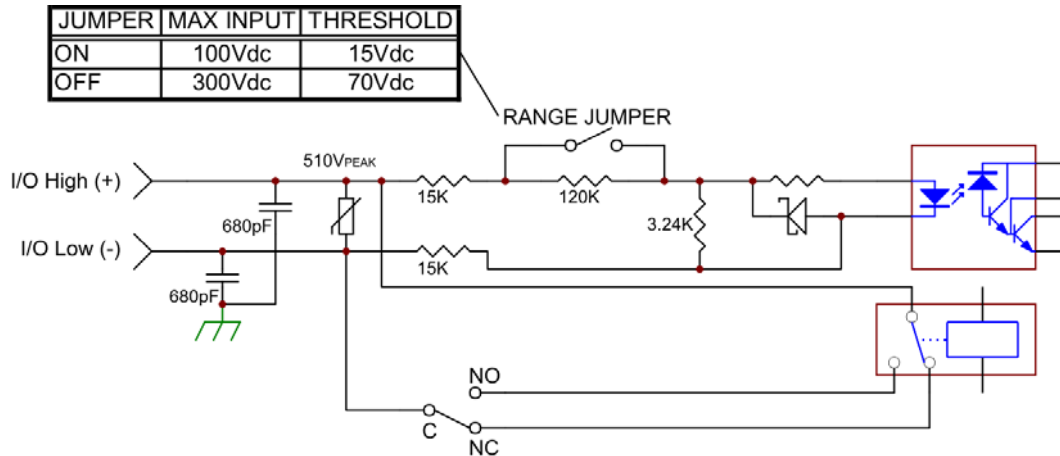 JUMPER MAX INPUT THRESHOLD
ON 100Vdc 15Vdc
OFF 300Vdc 70Vdc
RANGE JUMPER
510VPEAK
I/O High (+)
15K
120K
680pF
3.24K
I/O Low (-)
15K
680pF
NO
C
NC